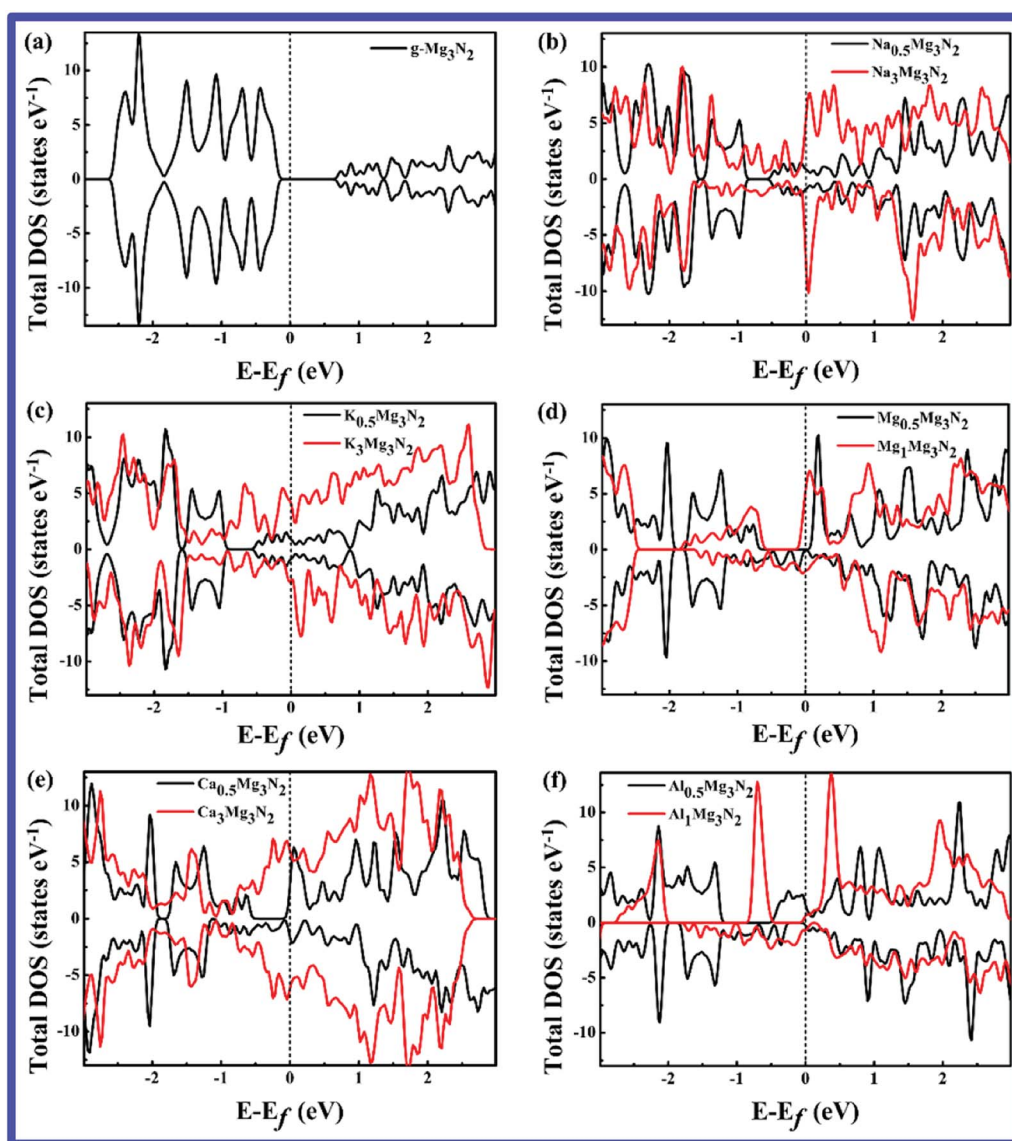 (a)
g-Mg₃N₂
Total DOS (states eV⁻¹)
10
5
0
-5
-10
-2 -1 0 1 2
E-E𝑓 (eV)
(b)
Na₀.₅Mg₃N₂
Na₃Mg₃N₂
Total DOS (states eV⁻¹)
10
5
0
-5
-10
-2 -1 0 1 2
E-E𝑓 (eV)
(c)
K₀.₅Mg₃N₂
K₃Mg₃N₂
Total DOS (states eV⁻¹)
10
5
0
-5
-10
-2 -1 0 1 2
E-E𝑓 (eV)
(d)
Mg₀.₅Mg₃N₂
Mg₁Mg₃N₂
Total DOS (states eV⁻¹)
10
5
0
-5
-10
-2 -1 0 1 2
E-E𝑓 (eV)
(e)
Ca₀.₅Mg₃N₂
Ca₃Mg₃N₂
Total DOS (states eV⁻¹)
10
5
0
-5
-10
-2 -1 0 1 2
E-E𝑓 (eV)
(f)
Al₀.₅Mg₃N₂
Al₁Mg₃N₂
Total DOS (states eV⁻¹)
10
5
0
-5
-10
-2 -1 0 1 2
E-E𝑓 (eV)